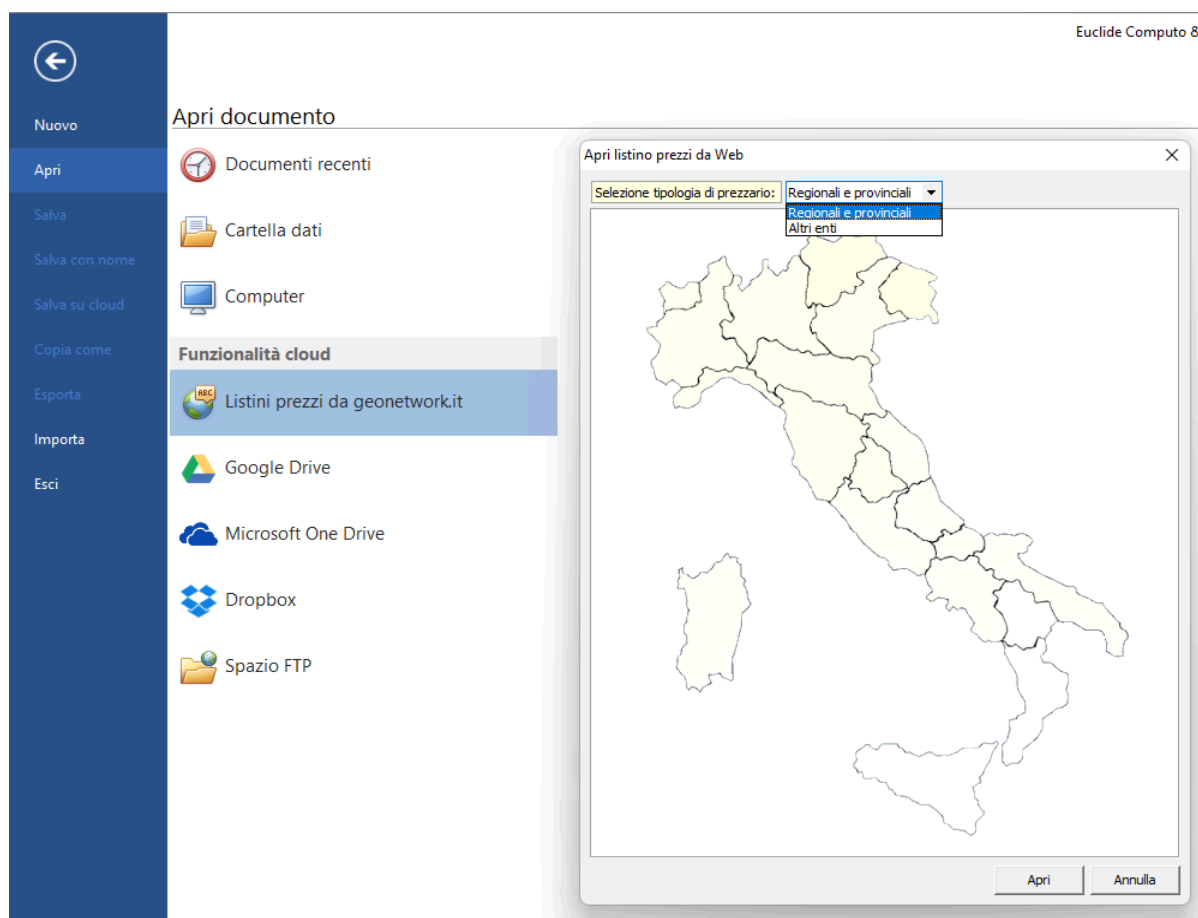 Euclide Computo 8
Nuovo
Apri
Salva
Salva con nome
Salva su cloud
Copia come
Esporta
Importa
Esci
Apri documento
Documenti recenti
Cartella dati
Computer
Funzionalità cloud
ABC
Listini prezzi da geonetwork.it
Google Drive
Microsoft One Drive
Dropbox
Spazio FTP
Apri listino prezzi da Web
Selezione tipologia di prezzario: Regionali e provinciali
Regionali e provinciali
Altri enti
Apri Annulla